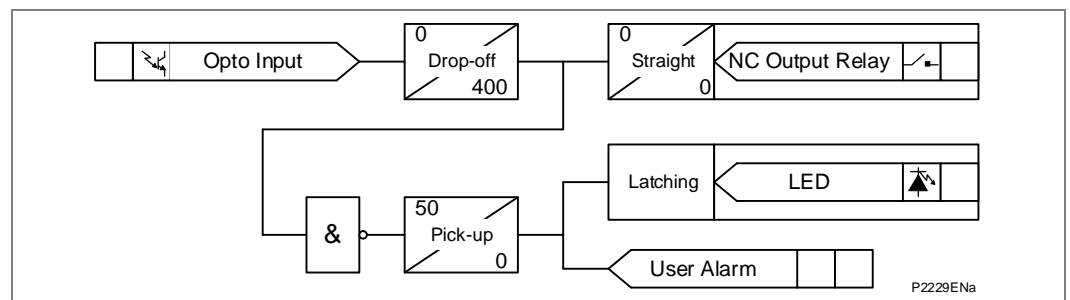 0
0
Opto Input
Drop-off
Straight
NC Output Relay
400
0
Latching
LED
50
&
Pick-up
0
User Alarm
P2229ENa